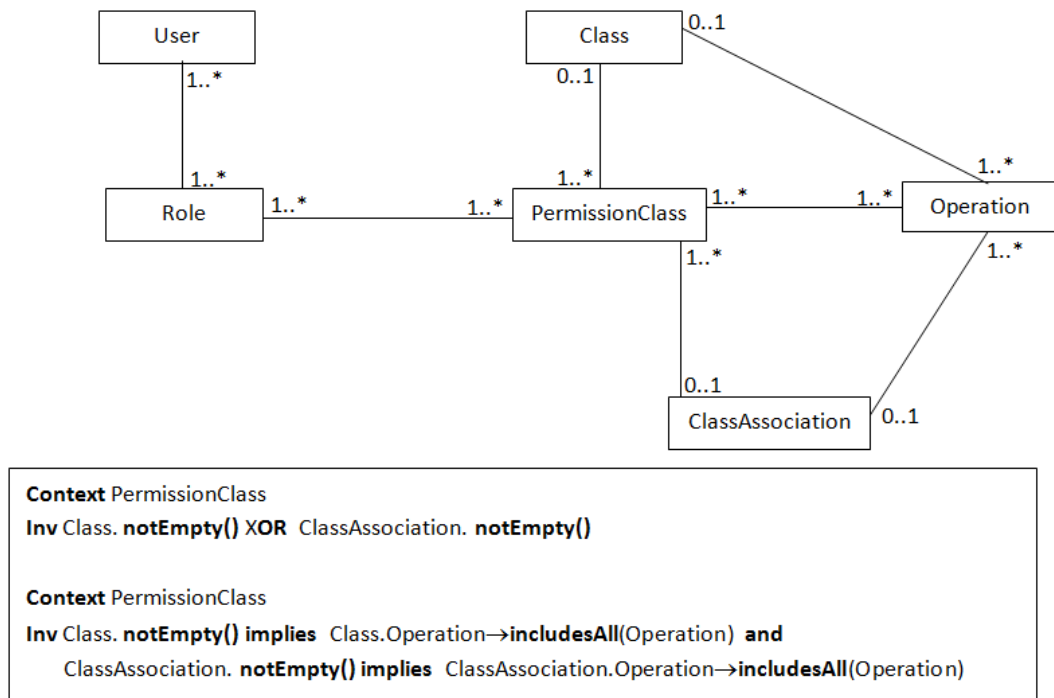 User
Class
0..1
1..*
0..1
1..*
1..*
1..*
Role
1..*
1..*
PermissionClass
1..*
1..*
Operation
1..*
1..*
0..1
ClassAssociation
0..1
Context PermissionClass
Inv Class. notEmpty() XOR ClassAssociation. notEmpty()
Context PermissionClass
Inv Class. notEmpty() implies Class.Operation→includesAll(Operation) and
ClassAssociation. notEmpty() implies ClassAssociation.Operation→includesAll(Operation)